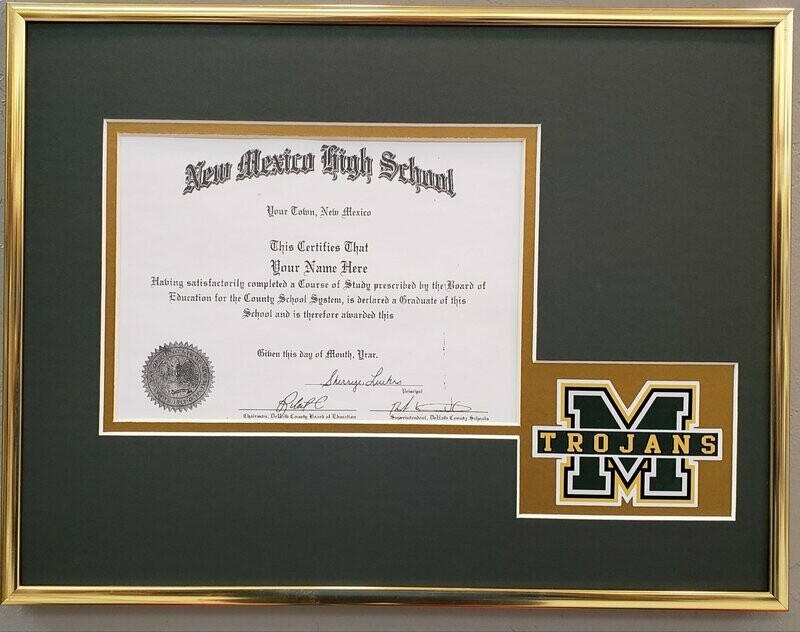 New Mexico High School
Your Town, New Mexico
This Certifies That
Your Name Here
Having satisfactorily completed a Course of Study prescribed by the Board of
Education for the County School System, is declared a Graduate of this
School and is therefore awarded this
Given this day of Month, Year.
Principal
Chairman, DeKalb County Board of Education
Superintendent, DeKalb County Schools
M
TROJANS